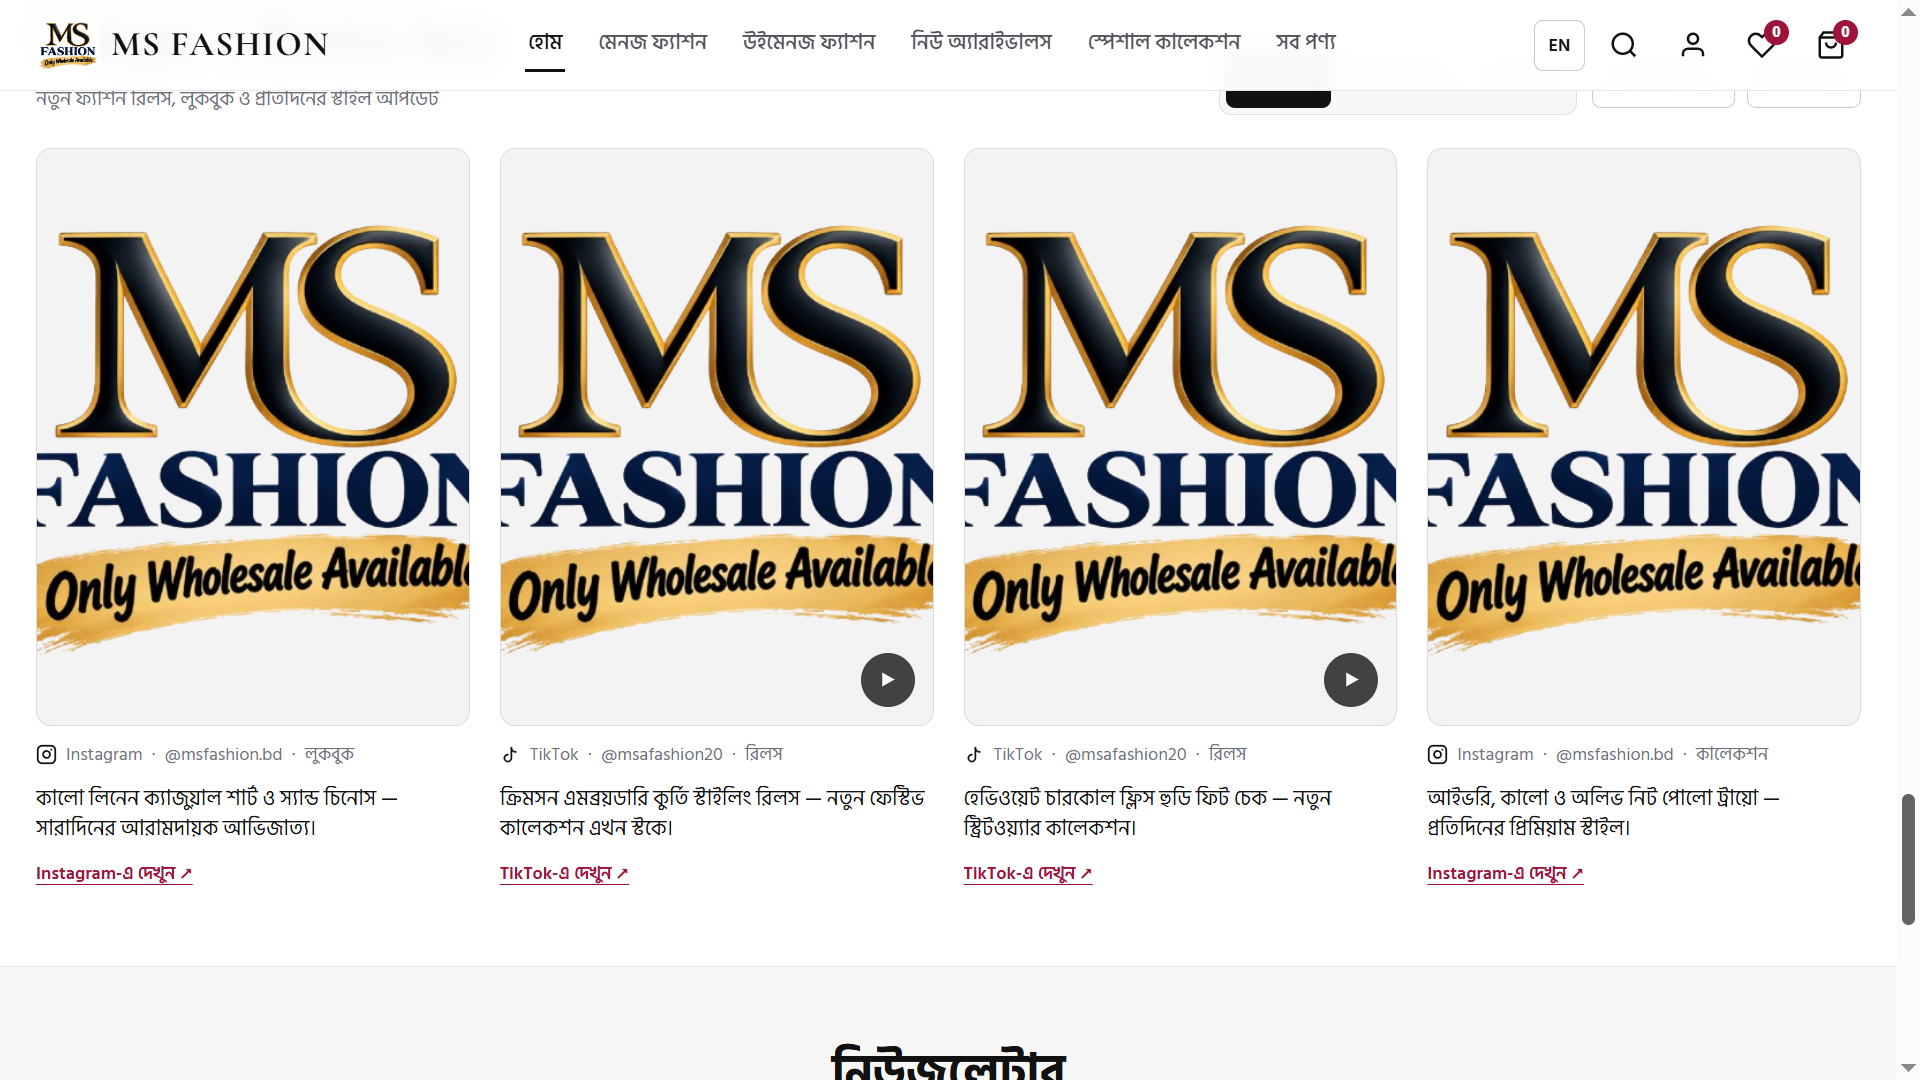 MS
FASHION
Only Wholesale Available
MS FASHION
হোম
মেনজ ফ্যাশন
উইমেনজ ফ্যাশন
নিউ অ্যারাইভালস
স্পেশাল কালেকশন
সব পণ্য
EN
0
0
নতুন ফ্যাশন রিলস, লুকবুক ও প্রতিদিনের স্টাইল আপডেট
MS
FASHION
Only Wholesale Available
MS
FASHION
Only Wholesale Available
MS
FASHION
Only Wholesale Available
MS
FASHION
Only Wholesale Available
Instagram · @msfashion.bd · লুকবুক
কালো লিনেন ক্যাজুয়াল শার্ট ও স্যান্ড চিনোস —
সারাদিনের আরামদায়ক আভিজাত্য।
Instagram-এ দেখুন ↗
TikTok · @msafashion20 · রিলস
ক্রিমসন এমব্রয়ডারি কুর্তি স্টাইলিং রিলস — নতুন ফেস্টিভ
কালেকশন এখন স্টকে।
TikTok-এ দেখুন ↗
TikTok · @msafashion20 · রিলস
হেভিওয়েট চারকোল ফ্লিস হুডি ফিট চেক — নতুন
স্ট্রিটওয়্যার কালেকশন।
TikTok-এ দেখুন ↗
Instagram · @msfashion.bd · কালেকশন
আইভরি, কালো ও অলিভ নিট পোলো ট্রায়ো —
প্রতিদিনের প্রিমিয়াম স্টাইল।
Instagram-এ দেখুন ↗
নিউজলেটার